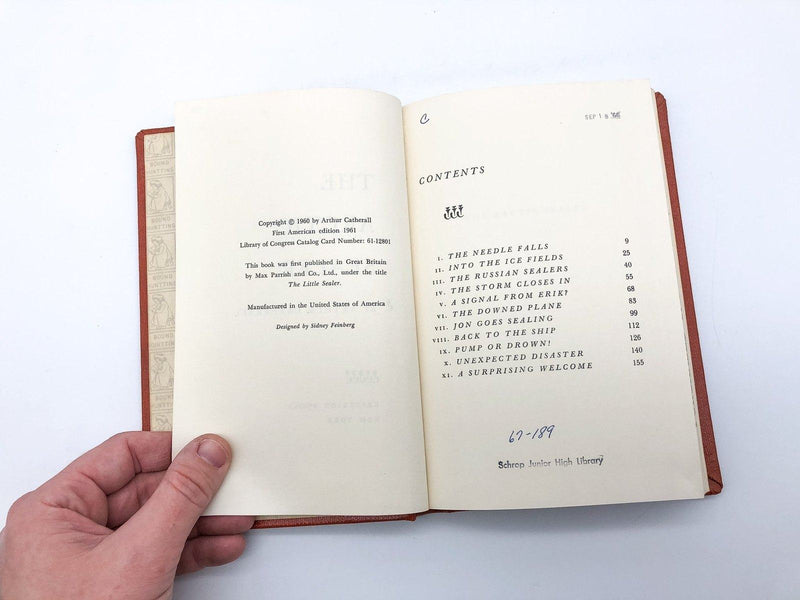 BOUND
Copyright © 1960 by Arthur Catherall
First American edition 1961
Library of Congress Catalog Card Number: 61-12801
This book was first published in Great Britain
by Max Parrish and Co., Ltd., under the title
The Little Sealer.
Manufactured in the United States of America
Designed by Sidney Feinberg
C
SEP 18
CONTENTS
I. THE NEEDLE FALLS 9
II. INTO THE ICE FIELDS 25
III. THE RUSSIAN SEALERS 40
IV. THE STORM CLOSES IN 55
V. A SIGNAL FROM ERIK? 68
VI. THE DOWNED PLANE 83
VII. JON GOES SEALING 99
VIII. BACK TO THE SHIP 112
IX. PUMP OR DROWN! 126
X. UNEXPECTED DISASTER 140
XI. A SURPRISING WELCOME 155
67-189
Schrop Junior High Library